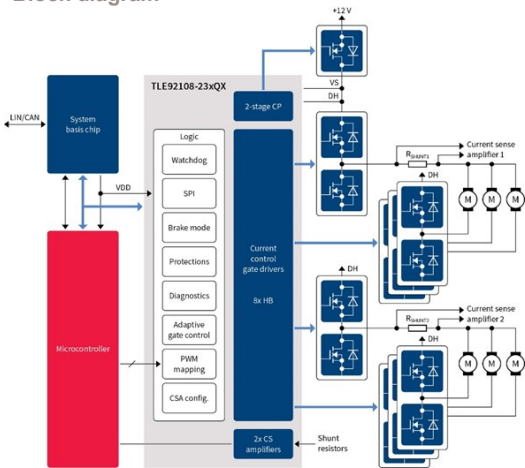 Block diagram
+12 V
TLE92108-23xQX
VS
DH
2-stage CP
LIN/CAN
System
basis chip
Logic
Watchdog
VDD
SPI
Brake mode
Protections
Diagnostics
Adaptive
gate control
PWM
mapping
CSA config.
Current
control
gate drivers
8x HB
Microcontroller
2x CS
amplifiers
Shunt
resistors
RSHUNT1
Current sense
amplifier 1
DH
M
M
M
DH
RSHUNT2
Current sense
amplifier 2
DH
M
M
M